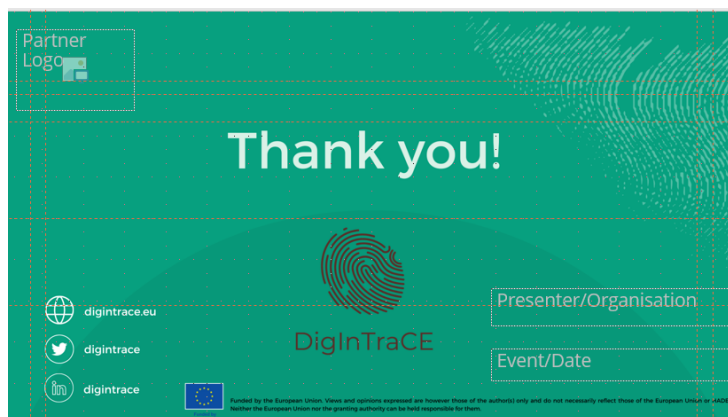 Partner
Logo
Thank you!
DigInTraCE
digintrace.eu
digintrace
digintrace
Presenter/Organisation
Event/Date
Funded by the European Union. Views and opinions expressed are however those of the author(s) only and do not necessarily reflect those of the European Union or
Neither the European Union nor the granting authority can be held responsible for them.